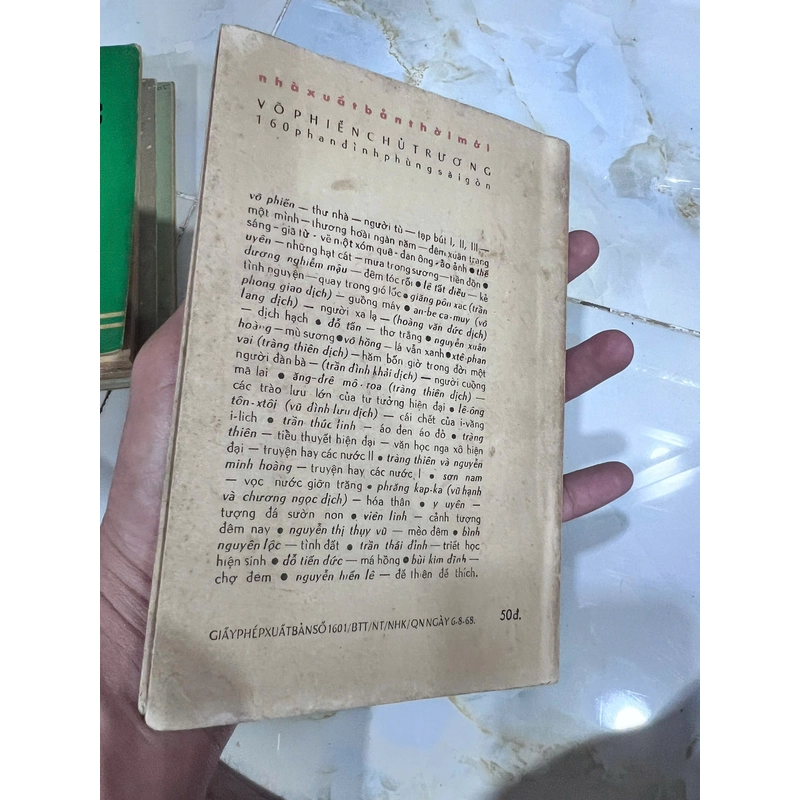 nhà xuất bản thời mới
VÕ PHIẾN CHỦ TRƯƠNG
160 phan đình phùng sài gòn
võ phiến — thư nhà — người tù — tạp bút I, II, III —
một mình — thương hoài ngàn năm — đêm xuân trăng
sáng - giã từ - về một xóm quê - đàn ông - ảo ảnh ● thế
uyên — những hạt cát — mưa trong sương — tiền đồn ●
dương nghiễm mậu — đêm tóc rối ● lê tất điều — kẻ
tình nguyện — quay trong gió lốc ● giăng pôn xac (trần
phong giao dịch) — guồng máy ● an-be ca-muy (võ
lang dịch) — người xa lạ — (hoàng văn đức dịch)
— dịch hạch ● đỗ tấn — thơ trắng ● nguyễn xuân
hoàng — mù sương ● võ hồng — lá vẫn xanh ● xtê-phan
vai (tràng thiên dịch) — hăm bốn giờ trong đời một
người đàn bà — (trần đình khải dịch) — người cuồng
mã lai ● ăng-đrê mô-roa (tràng thiên dịch) —
các trào lưu lớn của tư tưởng hiện đại ● lê-ông
tôn-xtôi (vũ đình lưu dịch) — cái chết của i-văng
i-lich ● trần thúc linh — áo đen áo đỏ ● tràng
thiên — tiểu thuyết hiện đại — văn học nga xô hiện
đại — truyện hay các nước II ● tràng thiên và nguyễn
minh hoàng — truyện hay các nước I ● sơn nam
— vọc nước giỡn trăng ● phrăng kap-ka (vũ hạnh
và chương ngọc dịch) — hóa thân ● y uyên —
tượng đá sườn non ● viên linh — cảnh tượng
đêm nay ● nguyễn thị thụy vũ — mèo đêm ● bình
nguyên lộc — tình đất ● trần thái đỉnh — triết học
hiện sinh ● đỗ tiến đức — má hồng ● bùi kim đĩnh —
chợ đem ● nguyễn hiến lê — để thiên để thích.
GIẤY PHÉP XUẤT BẢN SỐ 1601/BTT/NT/NHK/QN NGÀY 6-8-68.
50đ.